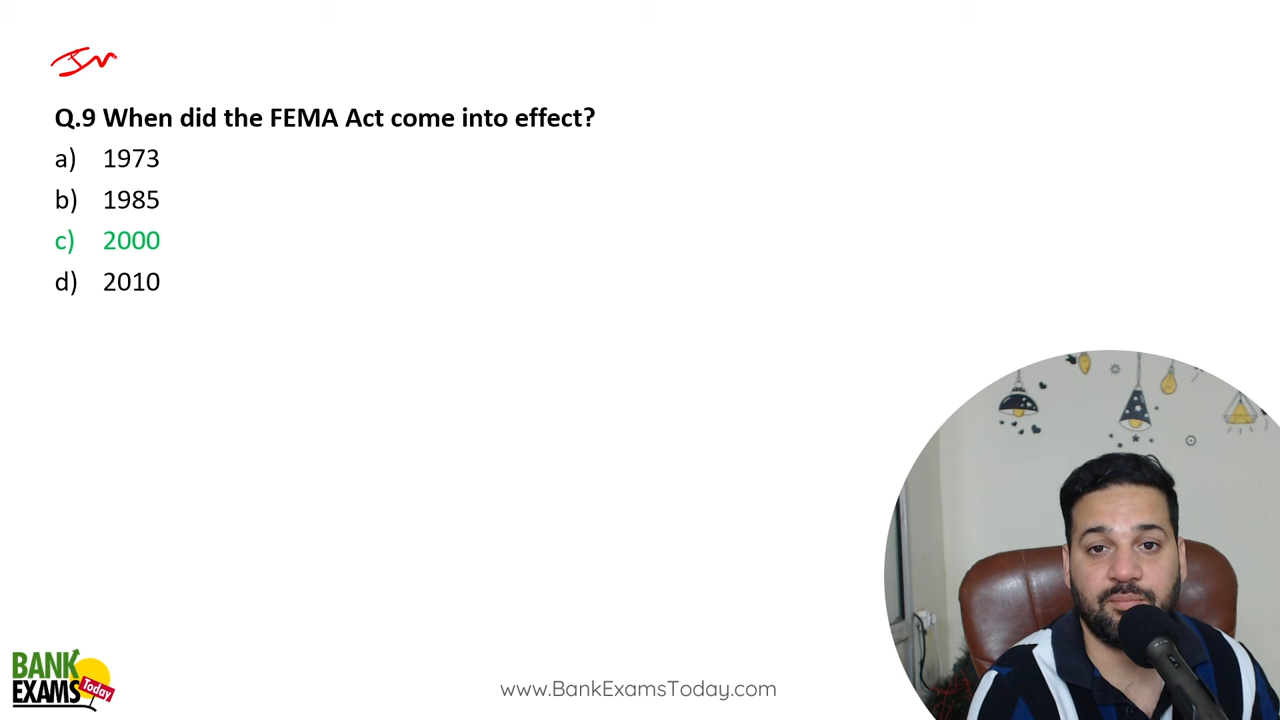 Q.9 When did the FEMA Act come into effect?
a) 1973
b) 1985
c) 2000
d) 2010
BANK
EXAMS Today
www.BankExamsToday.com